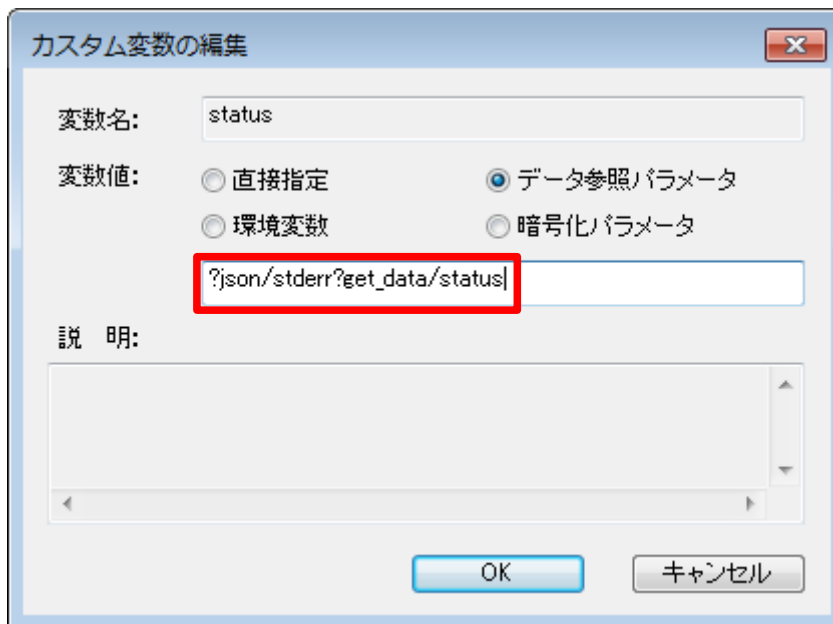 カスタム変数の編集
変数名: status
変数値: 直接指定 データ参照パラメータ
環境変数 暗号化パラメータ
?json/stderr?get_data/status
説 明:
OK キャンセル